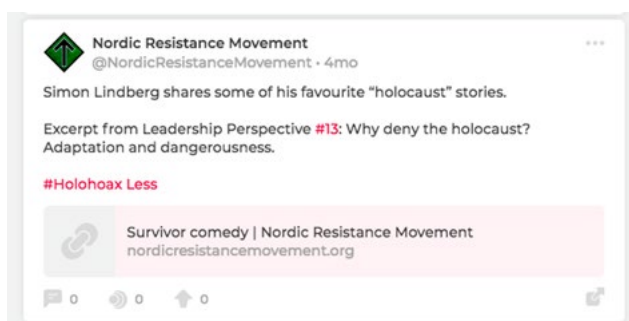 Nordic Resistance Movement
@NordicResistanceMovement • 4mo
Simon Lindberg shares some of his favourite “holocaust” stories.
Excerpt from Leadership Perspective #13: Why deny the holocaust?
Adaptation and dangerousness.
#Holohoax Less
Survivor comedy | Nordic Resistance Movement
nordicresistancemovement.org
0 0 0